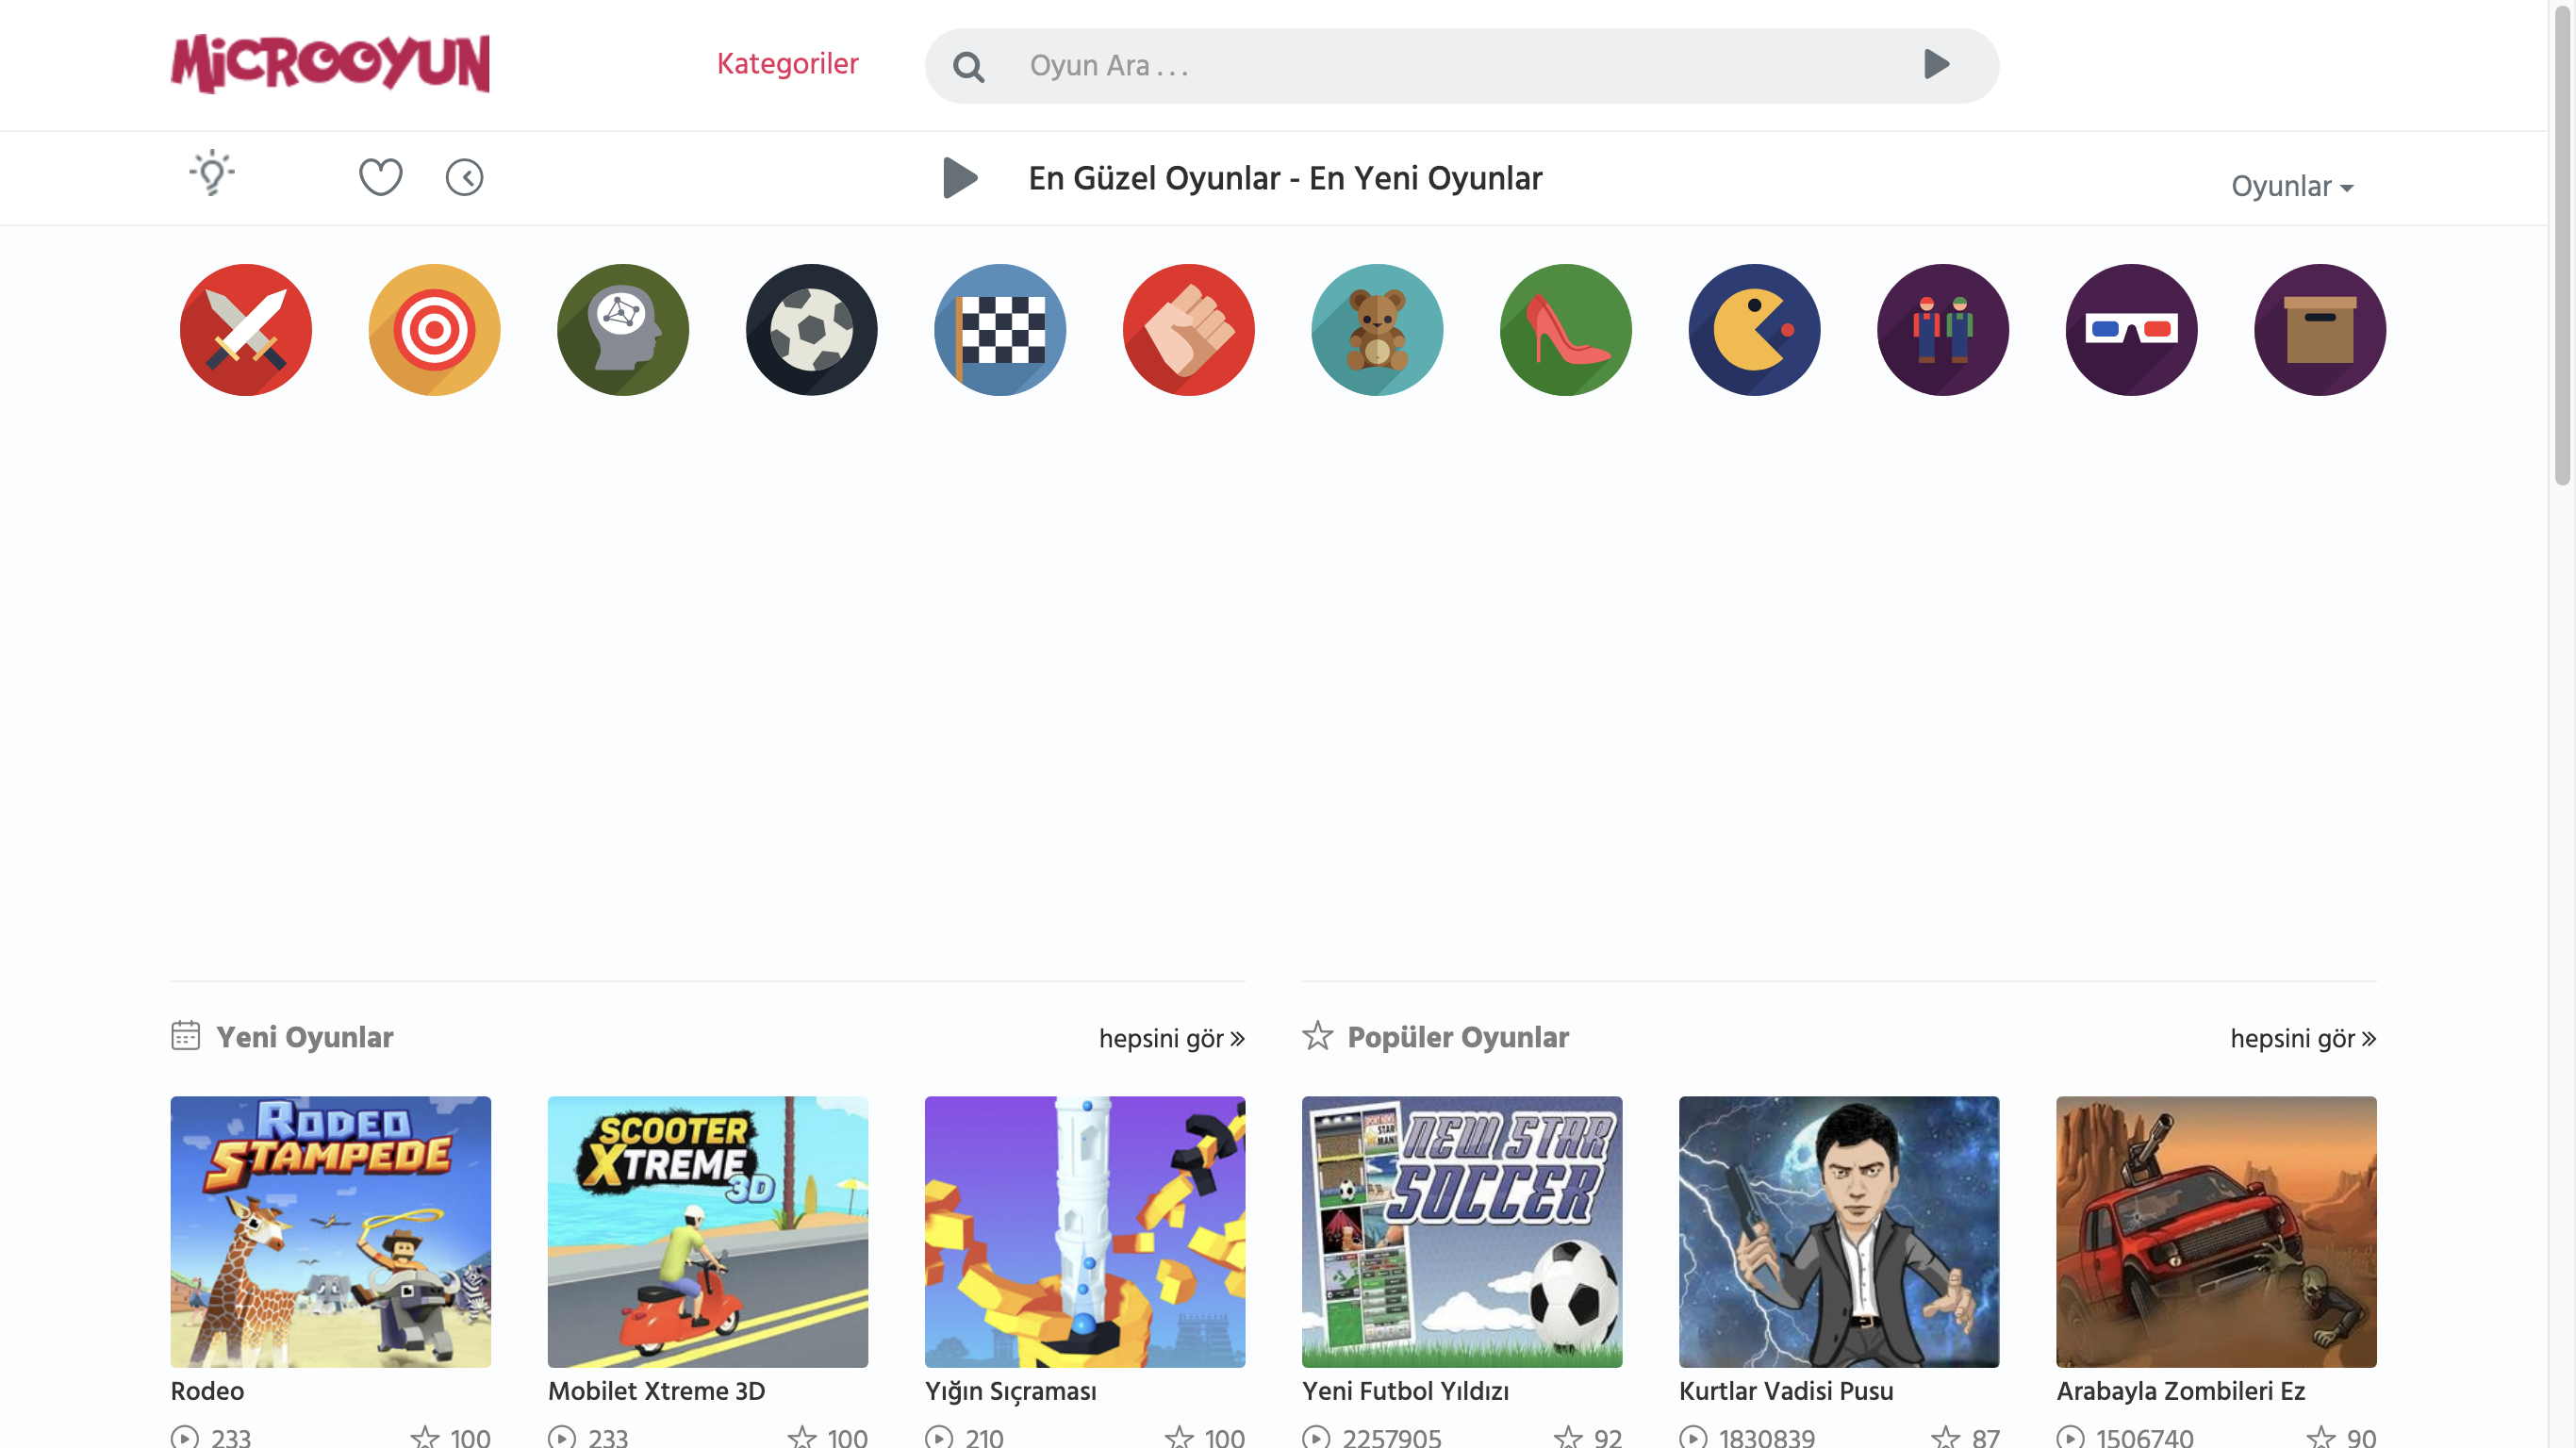 MiCROOYUN
Kategoriler
Oyun Ara . . .
En Güzel Oyunlar - En Yeni Oyunlar
Oyunlar
Yeni Oyunlar
hepsini gör »
Popüler Oyunlar
hepsini gör »
RODEO
STAMPEDE
SCOOTER
XTREME
3D
NEW STAR
SOCCER
Rodeo
Mobilet Xtreme 3D
Yığın Sıçraması
Yeni Futbol Yıldızı
Kurtlar Vadisi Pusu
Arabayla Zombileri Ez
233
100
233
100
210
100
2257905
92
1830839
87
1506740
90